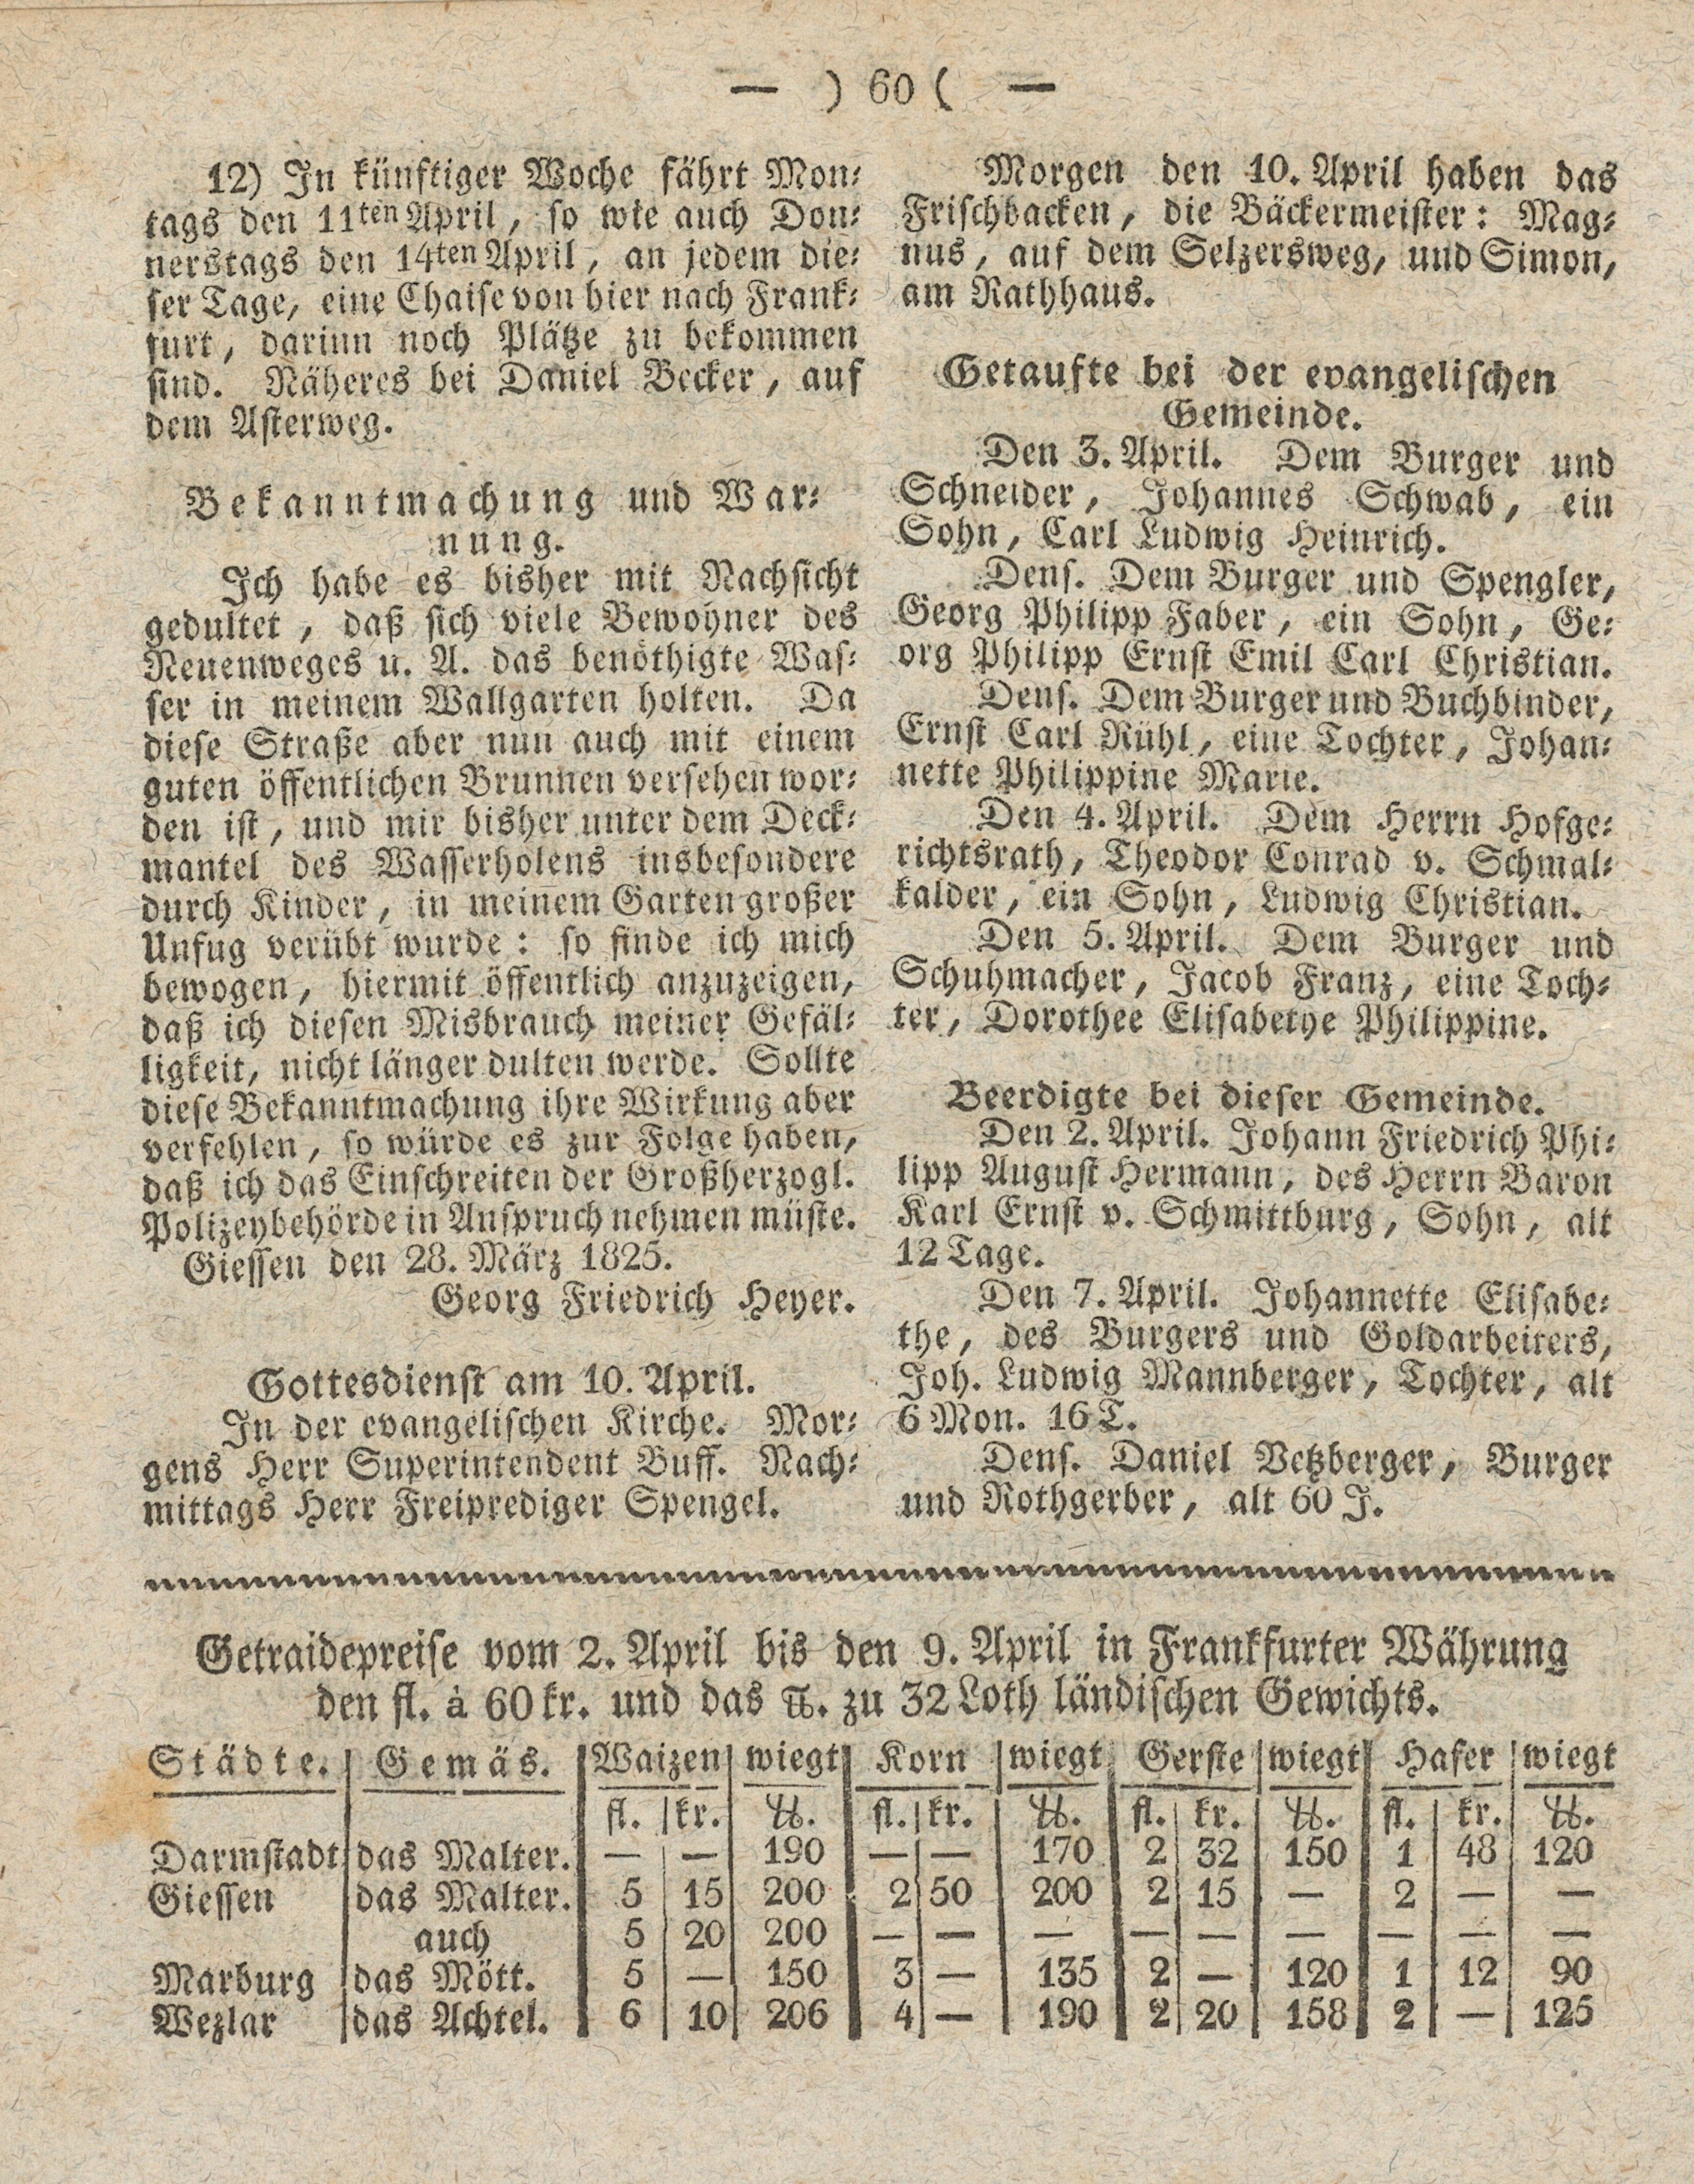 — ) 60 ( —
12) In künftiger Woche fährt Mon-
tags den 11ten April, so wie auch Don-
nerstags den 14ten April, an jedem die-
ser Tage, eine Chaise von hier nach Frank-
furt, darinn noch Plätze zu bekommen
sind. Näheres bei Daniel Becker, auf
dem Asterweg.
Bekanntmachung und War-
nung.
Ich habe es bisher mit Nachsicht
gedultet, daß sich viele Bewohner des
Neuenweges u. A. das benöthigte Was-
ser in meinem Wallgarten holten. Da
diese Straße aber nun auch mit einem
guten öffentlichen Brunnen versehen wor-
den ist, und mir bisher unter dem Deck-
mantel des Wasserholens insbesondere
durch Kinder, in meinem Garten großer
Unfug verübt wurde: so finde ich mich
bewogen, hiermit öffentlich anzuzeigen,
daß ich diesen Misbrauch meiner Gefäl-
ligkeit, nicht länger dulten werde. Sollte
diese Bekanntmachung ihre Wirkung aber
verfehlen, so würde es zur Folge haben,
daß ich das Einschreiten der Großherzogl.
Polizeybehörde in Anspruch nehmen müste.
Giessen den 28. März 1825.
Georg Friedrich Heyer.
Gottesdienst am 10. April.
In der evangelischen Kirche. Mor-
gens Herr Superintendent Buff. Nach-
mittags Herr Freiprediger Spengel.
Morgen den 10. April haben das
Frischbacken, die Bäckermeister: Mag-
nus, auf dem Selzersweg, und Simon,
am Rathhaus.
Getaufte bei der evangelischen
Gemeinde.
Den 3. April. Dem Burger und
Schneider, Johannes Schwab, ein
Sohn, Carl Ludwig Heinrich.
Dens. Dem Burger und Spengler,
Georg Philipp Faber, ein Sohn, Ge-
org Philipp Ernst Emil Carl Christian.
Dens. Dem Burger und Buchbinder,
Ernst Carl Rühl, eine Tochter, Johan-
nette Philippine Marie.
Den 4. April. Dem Herrn Hofge-
richtsrath, Theodor Conrad v. Schmal-
kalder, ein Sohn, Ludwig Christian.
Den 5. April. Dem Burger und
Schuhmacher, Jacob Franz, eine Toch-
ter, Dorothee Elisabethe Philippine.
Beerdigte bei dieser Gemeinde.
Den 2. April. Johann Friedrich Phi-
lipp August Hermann, des Herrn Baron
Karl Ernst v. Schmittburg, Sohn, alt
12 Tage.
Den 7. April. Johannette Elisabe-
the, des Burgers und Goldarbeiters,
Joh. Ludwig Mannberger, Tochter, alt
6 Mon. 16 T.
Dens. Daniel Vetzberger, Burger
und Rothgerber, alt 60 J.
Getraidepreise vom 2. April bis den 9. April in Frankfurter Währung
den fl. à 60 kr. und das ℔. zu 32 Loth ländischen Gewichts.
Städte. Gemäs. Waizen wiegt Korn wiegt Gerste wiegt Hafer wiegt
fl. kr. ℔. fl. kr. ℔. fl. kr. ℔. fl. kr. ℔.
Darmstadt das Malter. — — 190 — — 170 2 32 150 1 48 120
Giessen das Malter. 5 15 200 2 50 200 2 15 — 2 — —
auch 5 20 200 — — — — — — — — —
Marburg das Mött. 5 — 150 3 — 135 2 — 120 1 12 90
Wezlar das Achtel. 6 10 206 4 — 190 2 20 158 2 — 125